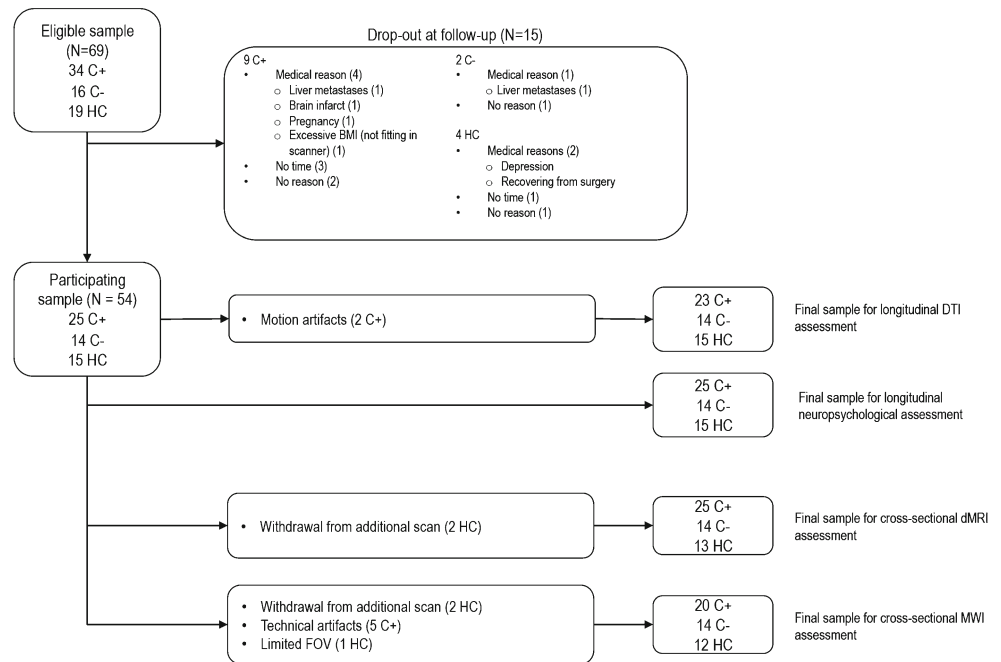 Eligible sample
(N=69)
34 C+
16 C-
19 HC
Drop-out at follow-up (N=15)
9 C+
• Medical reason (4)
o Liver metastases (1)
o Brain infarct (1)
o Pregnancy (1)
o Excessive BMI (not fitting in
scanner) (1)
• No time (3)
• No reason (2)
2 C-
• Medical reason (1)
o Liver metastases (1)
• No reason (1)
4 HC
• Medical reasons (2)
o Depression
o Recovering from surgery
• No time (1)
• No reason (1)
Participating
sample (N = 54)
25 C+
14 C-
15 HC
• Motion artifacts (2 C+)
23 C+
14 C-
15 HC
Final sample for longitudinal DTI
assessment
25 C+
14 C-
15 HC
Final sample for longitudinal
neuropsychological assessment
• Withdrawal from additional scan (2 HC)
25 C+
14 C-
13 HC
Final sample for cross-sectional dMRI
assessment
• Withdrawal from additional scan (2 HC)
• Technical artifacts (5 C+)
• Limited FOV (1 HC)
20 C+
14 C-
12 HC
Final sample for cross-sectional MWI
assessment